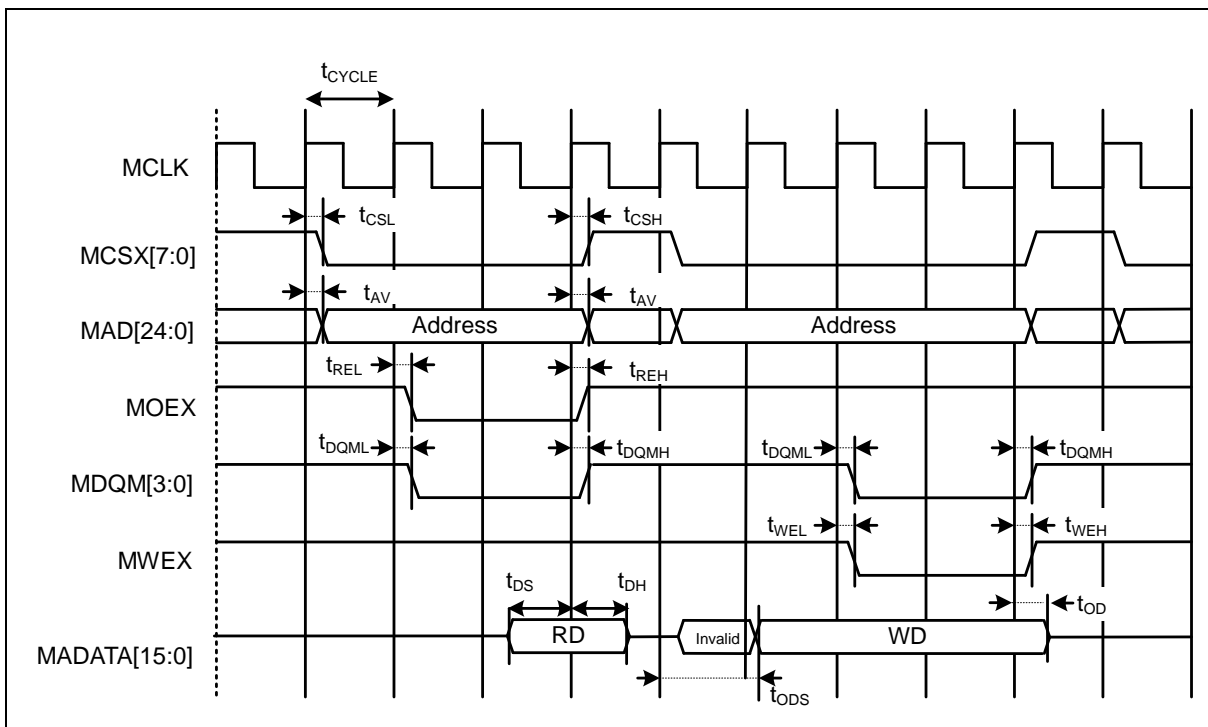 tCYCLE
MCLK
tCSL tCSH
MCSX[7:0]
tAV tAV
MAD[24:0] Address Address
tREL tREH
MOEX
tDQML tDQMH tDQML tDQMH
MDQM[3:0]
tWEL tWEH
MWEX
tDS tDH tOD
MADATA[15:0] RD Invalid WD
tODS